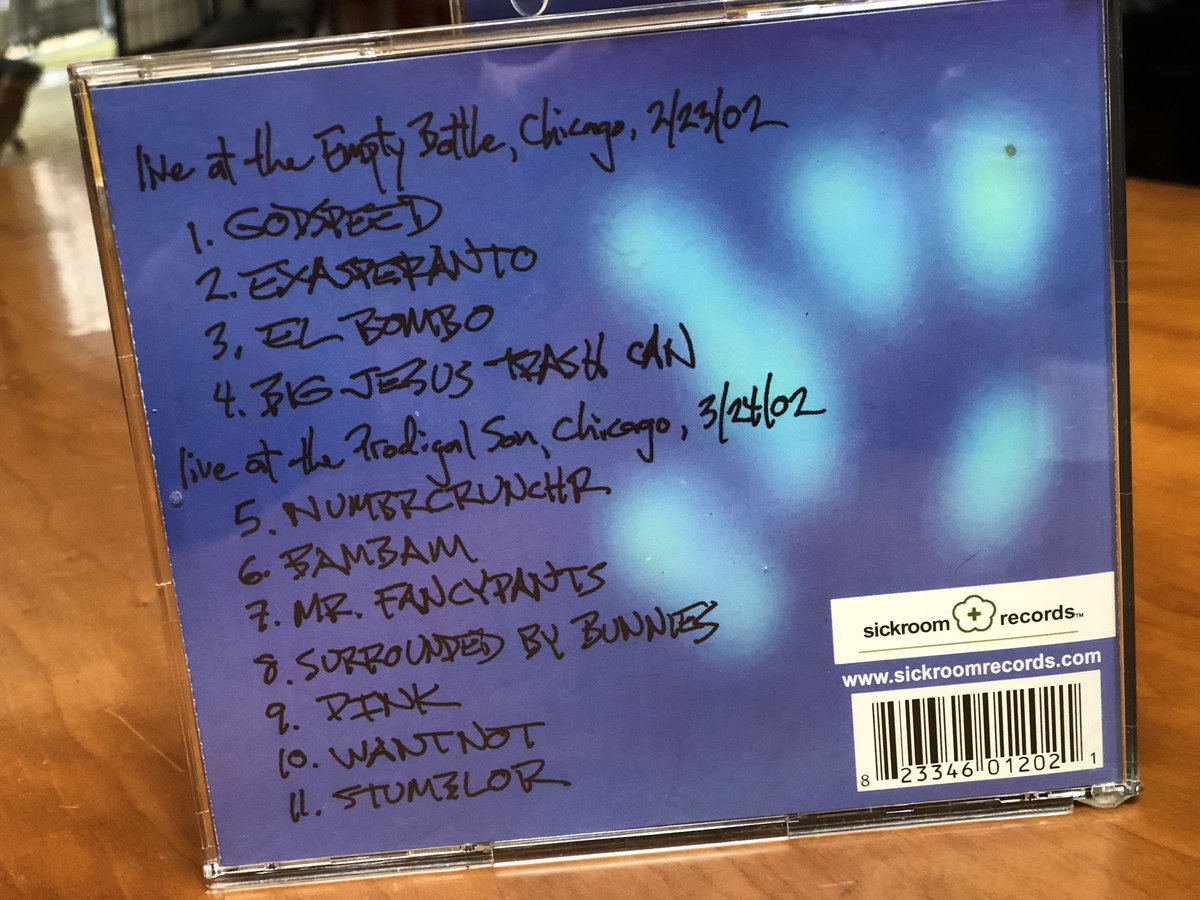 live at the Empty Bottle, Chicago, 2/23/02
1. GODSPEED
2. EXASPERANTO
3. EL BOMBO
4. BIG JESUS TRASH CAN
live at the Prodigal Son, Chicago, 3/24/02
5. NUMBRCRUNCHR
6. BAMBAM
7. MR. FANCYPANTS
8. SURROUNDED BY BUNNIES
9. PINK
10. WANTNOT
11. STUMELOR
sickroom records™
www.sickroomrecords.com
8 23346 01202 1